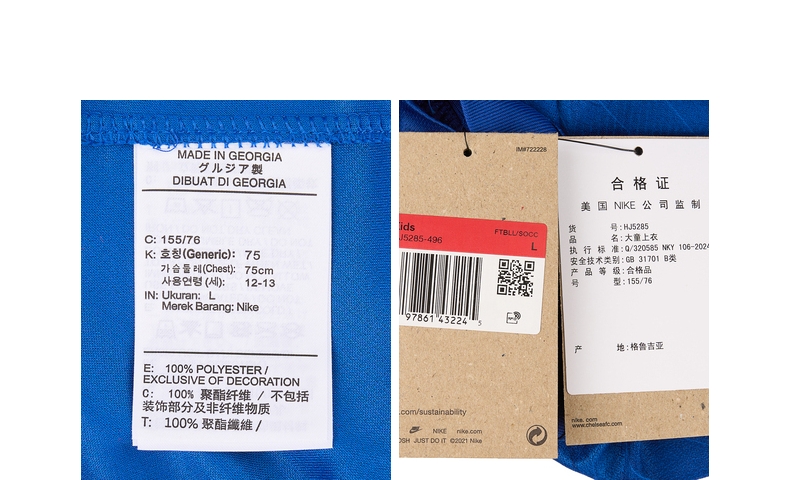 MADE IN GEORGIA
グルジア製
DIBUAT DI GEORGIA
C: 155/76
K: 호칭(Generic): 75
가슴둘레(Chest): 75cm
사용연령 (세): 12-13
IN: Ukuran: L
Merek Barang: Nike
E: 100% POLYESTER /
EXCLUSIVE OF DECORATION
C: 100% 聚酯纤维 / 不包括
装饰部分及非纤维物质
T: 100% 聚酯纖維 /
IM#722226
Kids
FTBLL/SOCC
HJ5285-496
L
97861 43224 5
.com/sustainability
NIKE nike.com
JUST DO IT ©2021 Nike
合格证
美国 NIKE 公司监制
货 号:HJ5285
品 名:大童上衣
执行标准:Q/320585 NKY 106-2024
安全技术类别:GB 31701 B类
产品等级:合格品
号 型:155/76
产 地:格鲁吉亚
nike.com
www.chelseafc.com